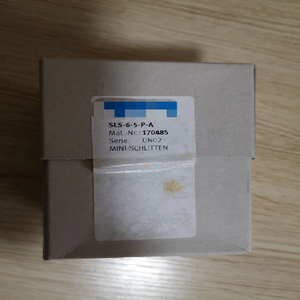 SLS-6-5-P-A
Mat.-Nr.: 170485
Serie: UN02
MINI-SCHLITTEN